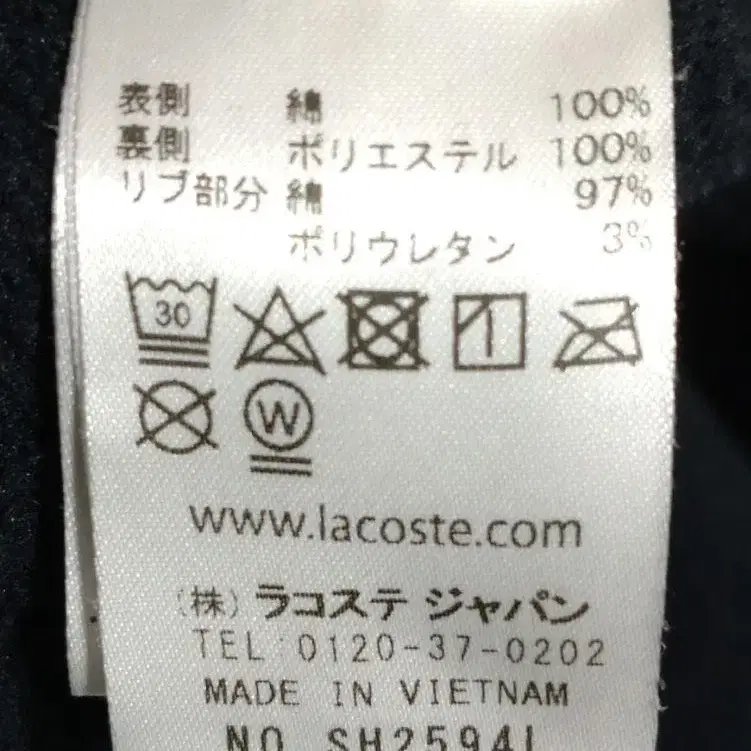 表側 綿 100%
裏側 ポリエステル 100%
リブ部分 綿 97%
ポリウレタン 3%
30
W
www.lacoste.com
(株) ラコステ ジャパン
TEL:0120-37-0202
MADE IN VIETNAM
NO. SH2594L